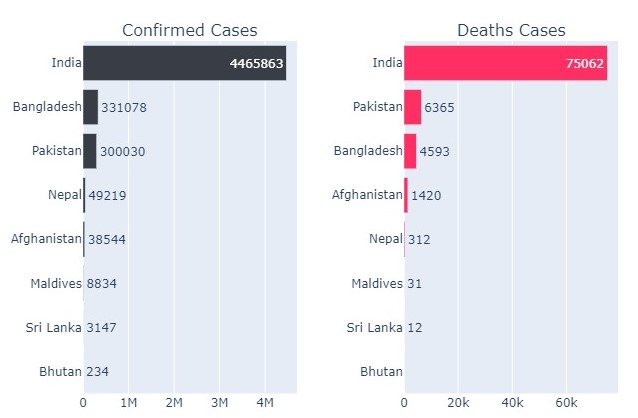 Confirmed Cases
India 4465863
Bangladesh 331078
Pakistan 300030
Nepal 49219
Afghanistan 38544
Maldives 8834
Sri Lanka 3147
Bhutan 234
0 1M 2M 3M 4M
Deaths Cases
India 75062
Pakistan 6365
Bangladesh 4593
Afghanistan 1420
Nepal 312
Maldives 31
Sri Lanka 12
Bhutan
0 20k 40k 60k